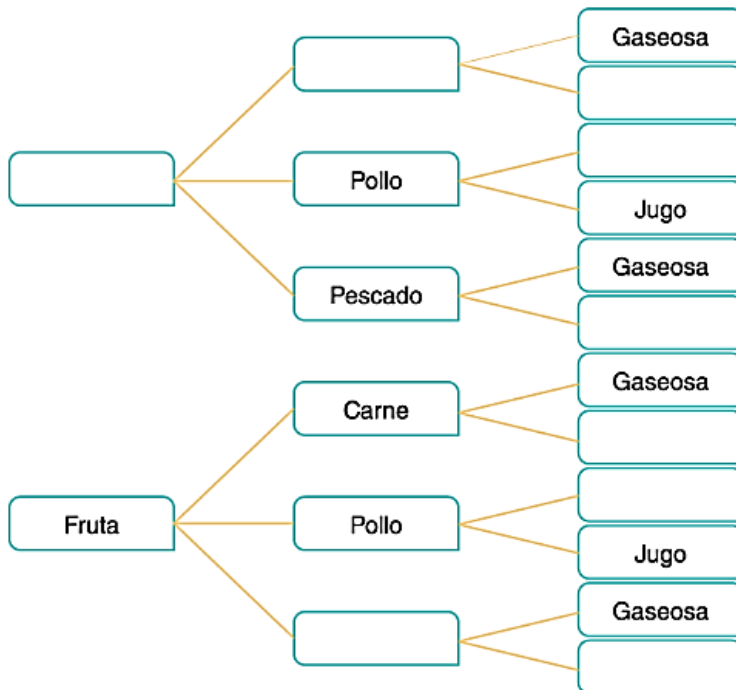 Gaseosa
Pollo
Jugo
Pescado
Gaseosa
Carne
Gaseosa
Fruta
Pollo
Jugo
Gaseosa